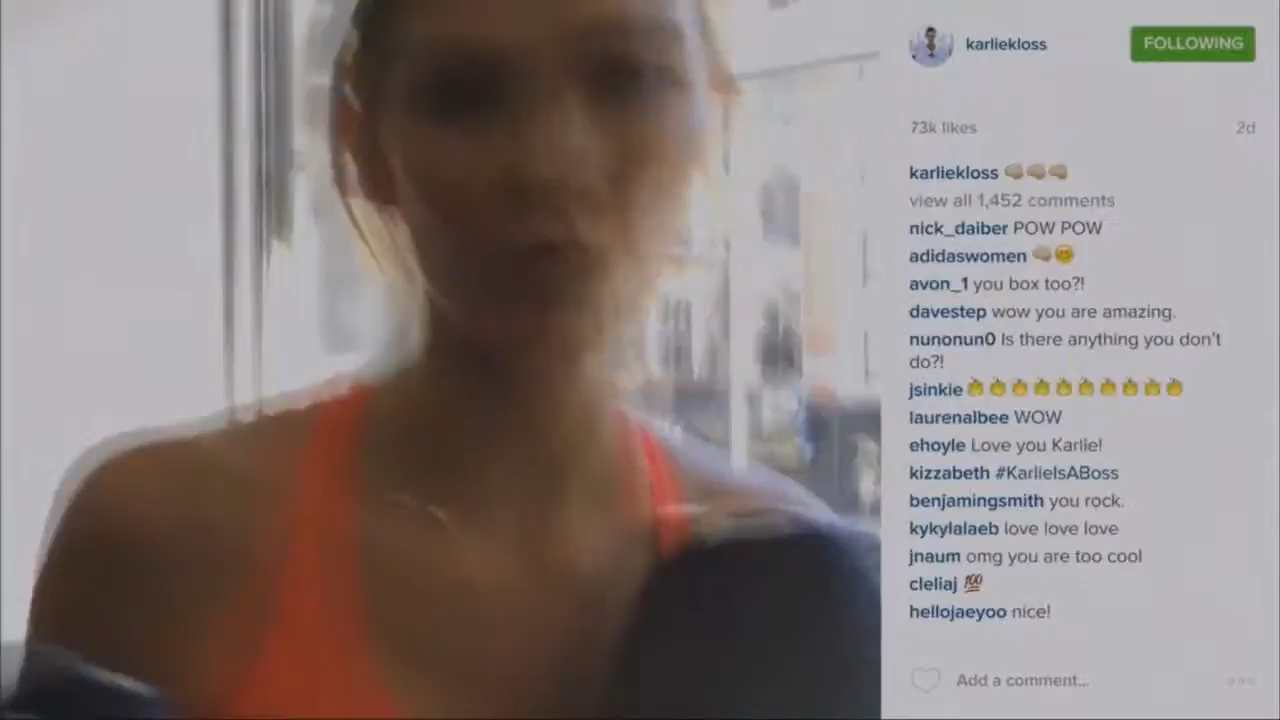 karliekloss
FOLLOWING
73k likes
2d
karliekloss 👊👊👊
view all 1,452 comments
nick_daiber POW POW
adidaswomen 👊😊
avon_1 you box too?!
davestep wow you are amazing.
nunonun0 Is there anything you don't
do?!
jsinkie 👏👏👏👏👏👏👏👏👏👏
laurenalbee WOW
ehoyle Love you Karlie!
kizzabeth #KarlieIsABoss
benjamingsmith you rock.
kykylalaeb love love love
jnaum omg you are too cool
cleliaj 💯
hellojaeyoo nice!
Add a comment...